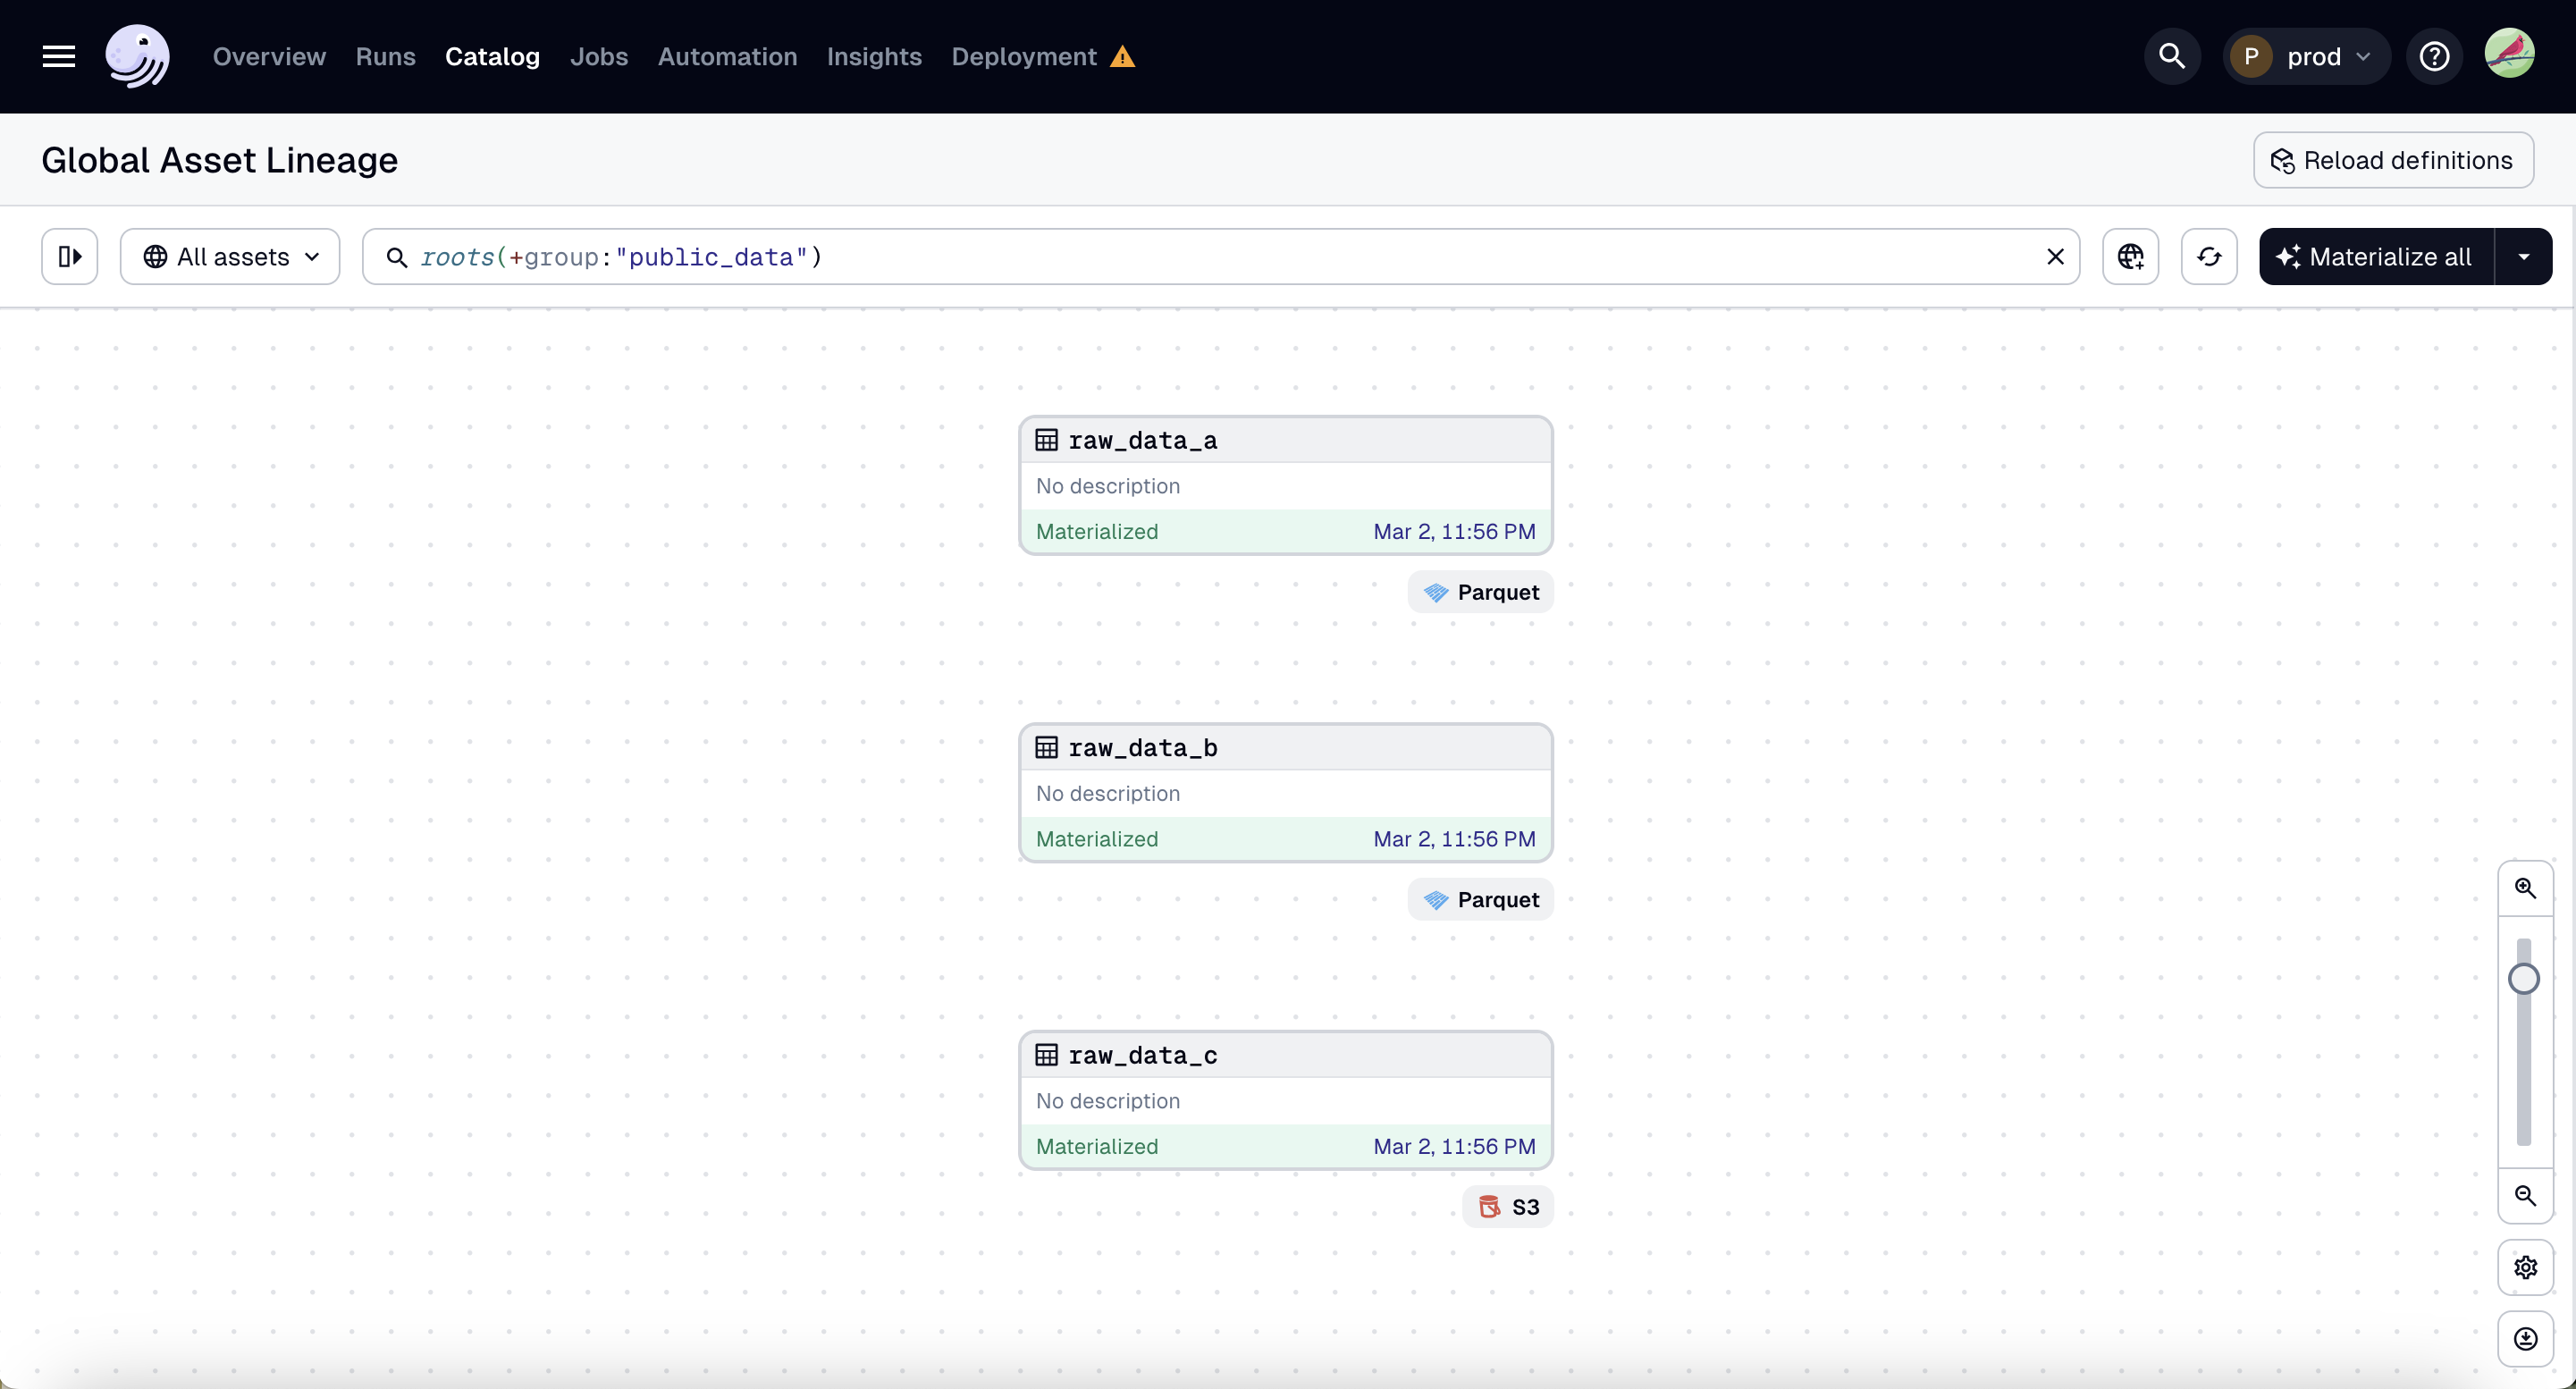 Overview Runs Catalog Jobs Automation Insights Deployment P prod
Global Asset Lineage Reload definitions
All assets roots(+group:"public_data") Materialize all
raw_data_a
No description
Materialized Mar 2, 11:56 PM
Parquet
raw_data_b
No description
Materialized Mar 2, 11:56 PM
Parquet
raw_data_c
No description
Materialized Mar 2, 11:56 PM
S3